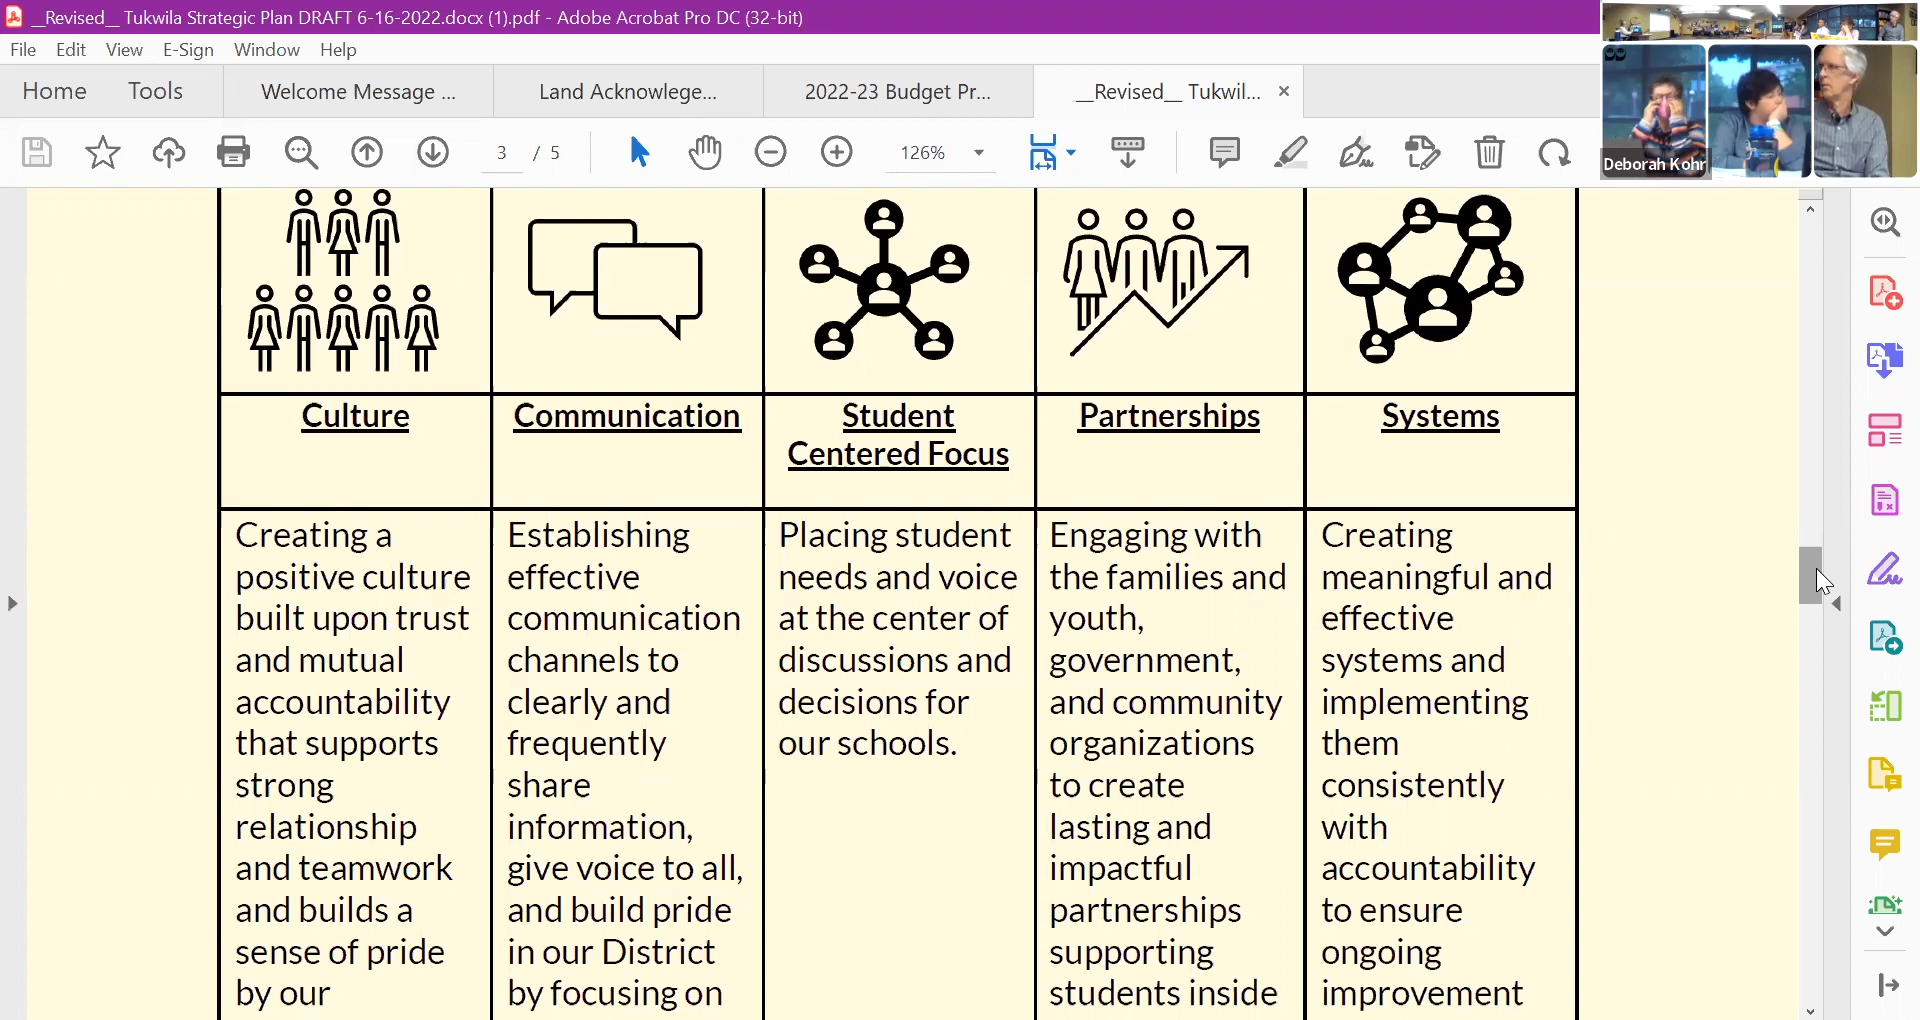 __Revised__ Tukwila Strategic Plan DRAFT 6-16-2022.docx (1).pdf - Adobe Acrobat Pro DC (32-bit)
File Edit View E-Sign Window Help
Home Tools Welcome Message ... Land Acknowlege... 2022-23 Budget Pr... __Revised__ Tukwil...
3 / 5 126%
Deborah Kohr
Culture
Communication
Student
Centered Focus
Partnerships
Systems
Creating a
positive culture
built upon trust
and mutual
accountability
that supports
strong
relationship
and teamwork
and builds a
sense of pride
by our
Establishing
effective
communication
channels to
clearly and
frequently
share
information,
give voice to all,
and build pride
in our District
by focusing on
Placing student
needs and voice
at the center of
discussions and
decisions for
our schools.
Engaging with
the families and
youth,
government,
and community
organizations
to create
lasting and
impactful
partnerships
supporting
students inside
Creating
meaningful and
effective
systems and
implementing
them
consistently
with
accountability
to ensure
ongoing
improvement